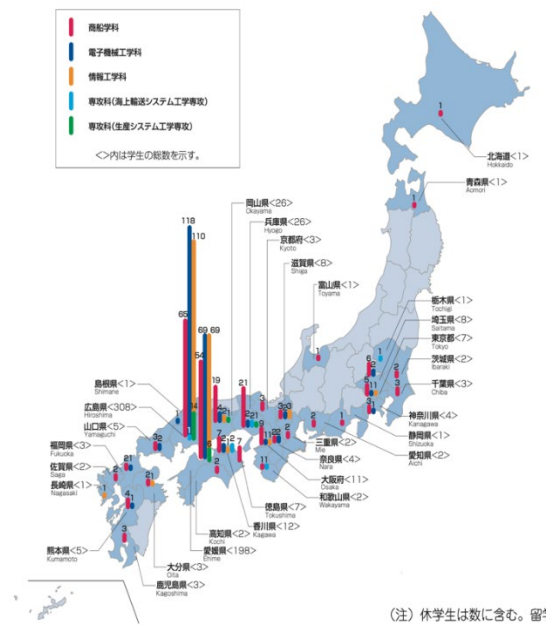 商船学科
電子機械工学科
情報工学科
専攻科(海上輸送システム工学専攻)
専攻科(生産システム工学専攻)
<>内は学生の総数を示す。
1
北海道<1>
Hokkaido
青森県<1>
Aomori
1
岡山県<26>
Okayama
兵庫県<26>
Hyogo
京都府<3>
Kyoto
滋賀県<8>
Shiga
富山県<1>
Toyama
1
栃木県<1>
Tochigi
埼玉県<8>
Saitama
東京都<7>
Tokyo
茨城県<2>
Ibaraki
千葉県<3>
Chiba
神奈川県<4>
Kanagawa
静岡県<1>
Shizuoka
愛知県<2>
Aichi
三重県<2>
Mie
奈良県<4>
Nara
大阪府<11>
Osaka
和歌山県<2>
Wakayama
徳島県<7>
Tokushima
香川県<12>
Kagawa
高知県<2>
Kochi
愛媛県<198>
Ehime
118
110
65
69
69
54
19
21
島根県<1>
Shimane
広島県<308>
Hiroshima
山口県<5>
Yamaguchi
福岡県<3>
Fukuoka
佐賀県<2>
Saga
長崎県<1>
Nagasaki
熊本県<5>
Kumamoto
大分県<3>
Oita
鹿児島県<3>
Kagoshima
(注) 休学生は数に含む。留学